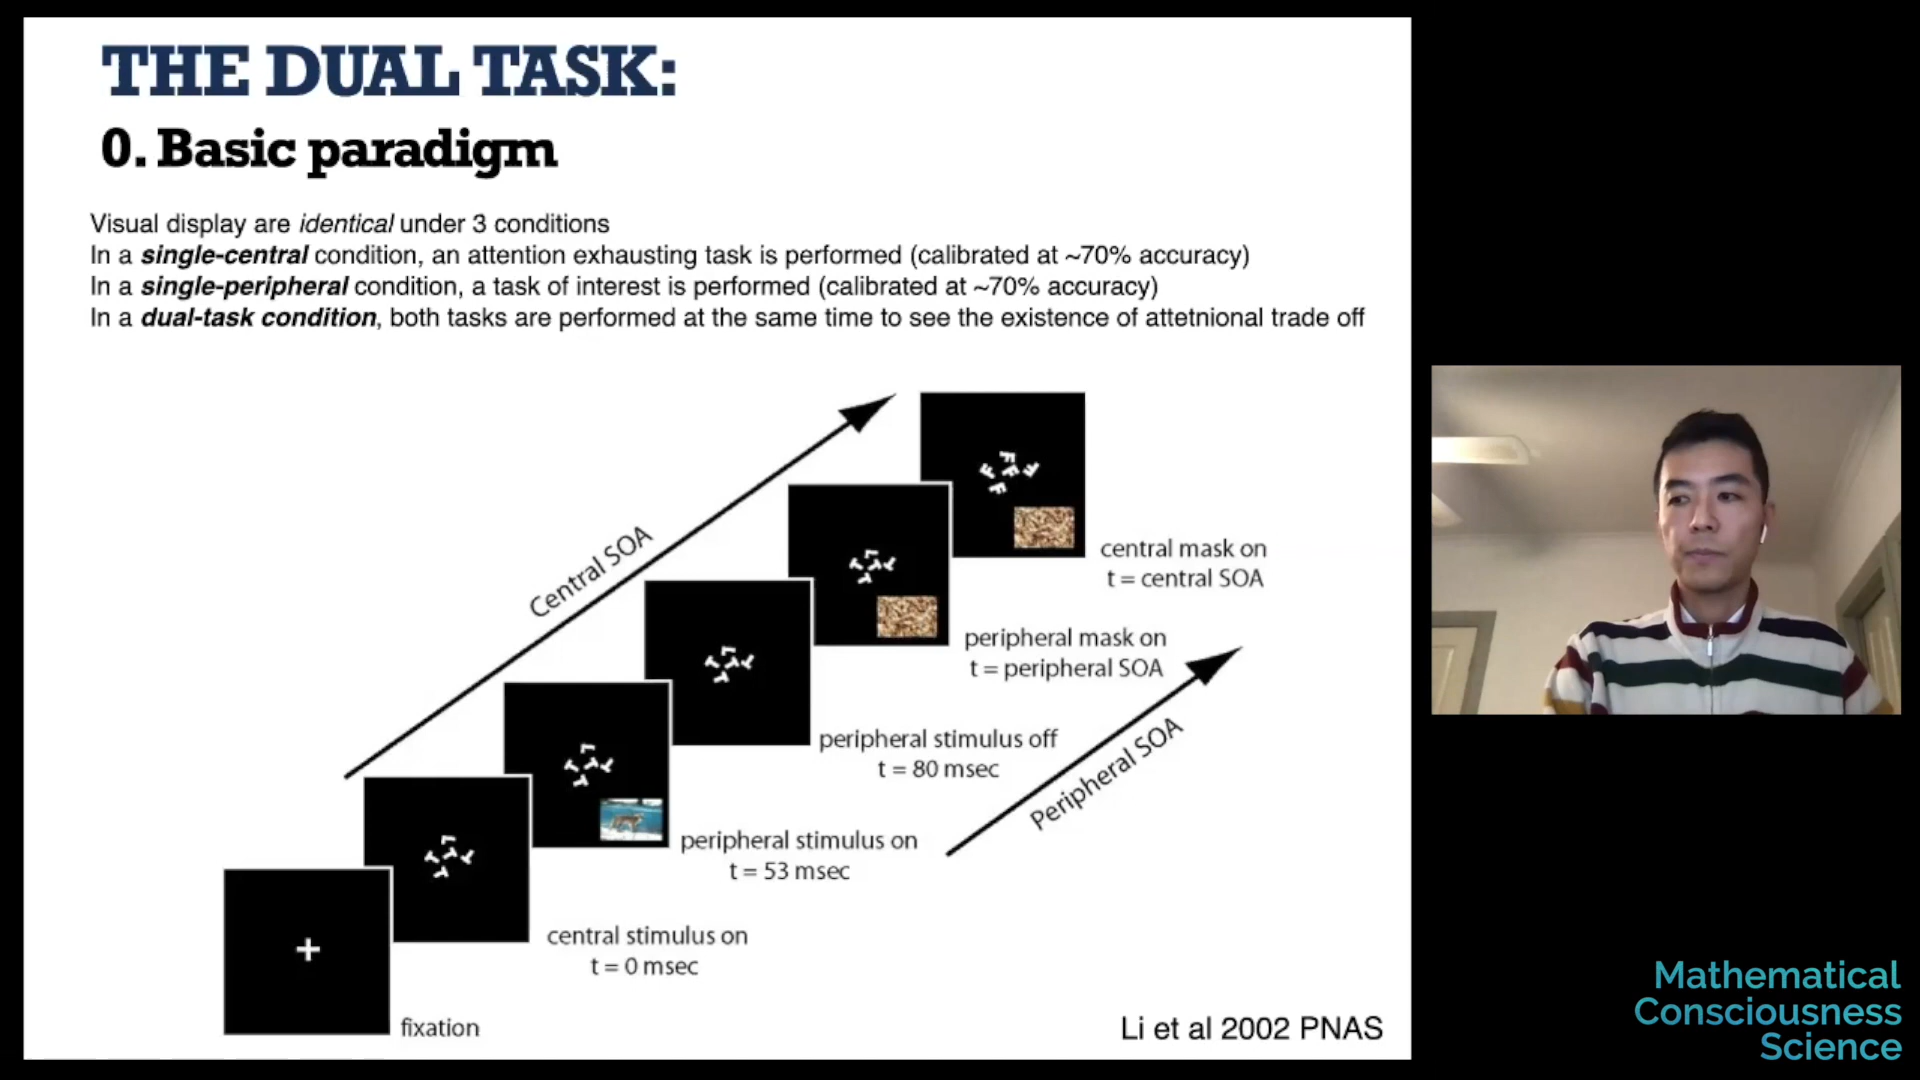 THE DUAL TASK:
0. Basic paradigm
Visual display are identical under 3 conditions
In a single-central condition, an attention exhausting task is performed (calibrated at ~70% accuracy)
In a single-peripheral condition, a task of interest is performed (calibrated at ~70% accuracy)
In a dual-task condition, both tasks are performed at the same time to see the existence of attetnional trade off
Central SOA
central mask on
t = central SOA
peripheral mask on
t = peripheral SOA
peripheral stimulus off
t = 80 msec
Peripheral SOA
peripheral stimulus on
t = 53 msec
central stimulus on
t = 0 msec
fixation
Li et al 2002 PNAS
Mathematical
Consciousness
Science